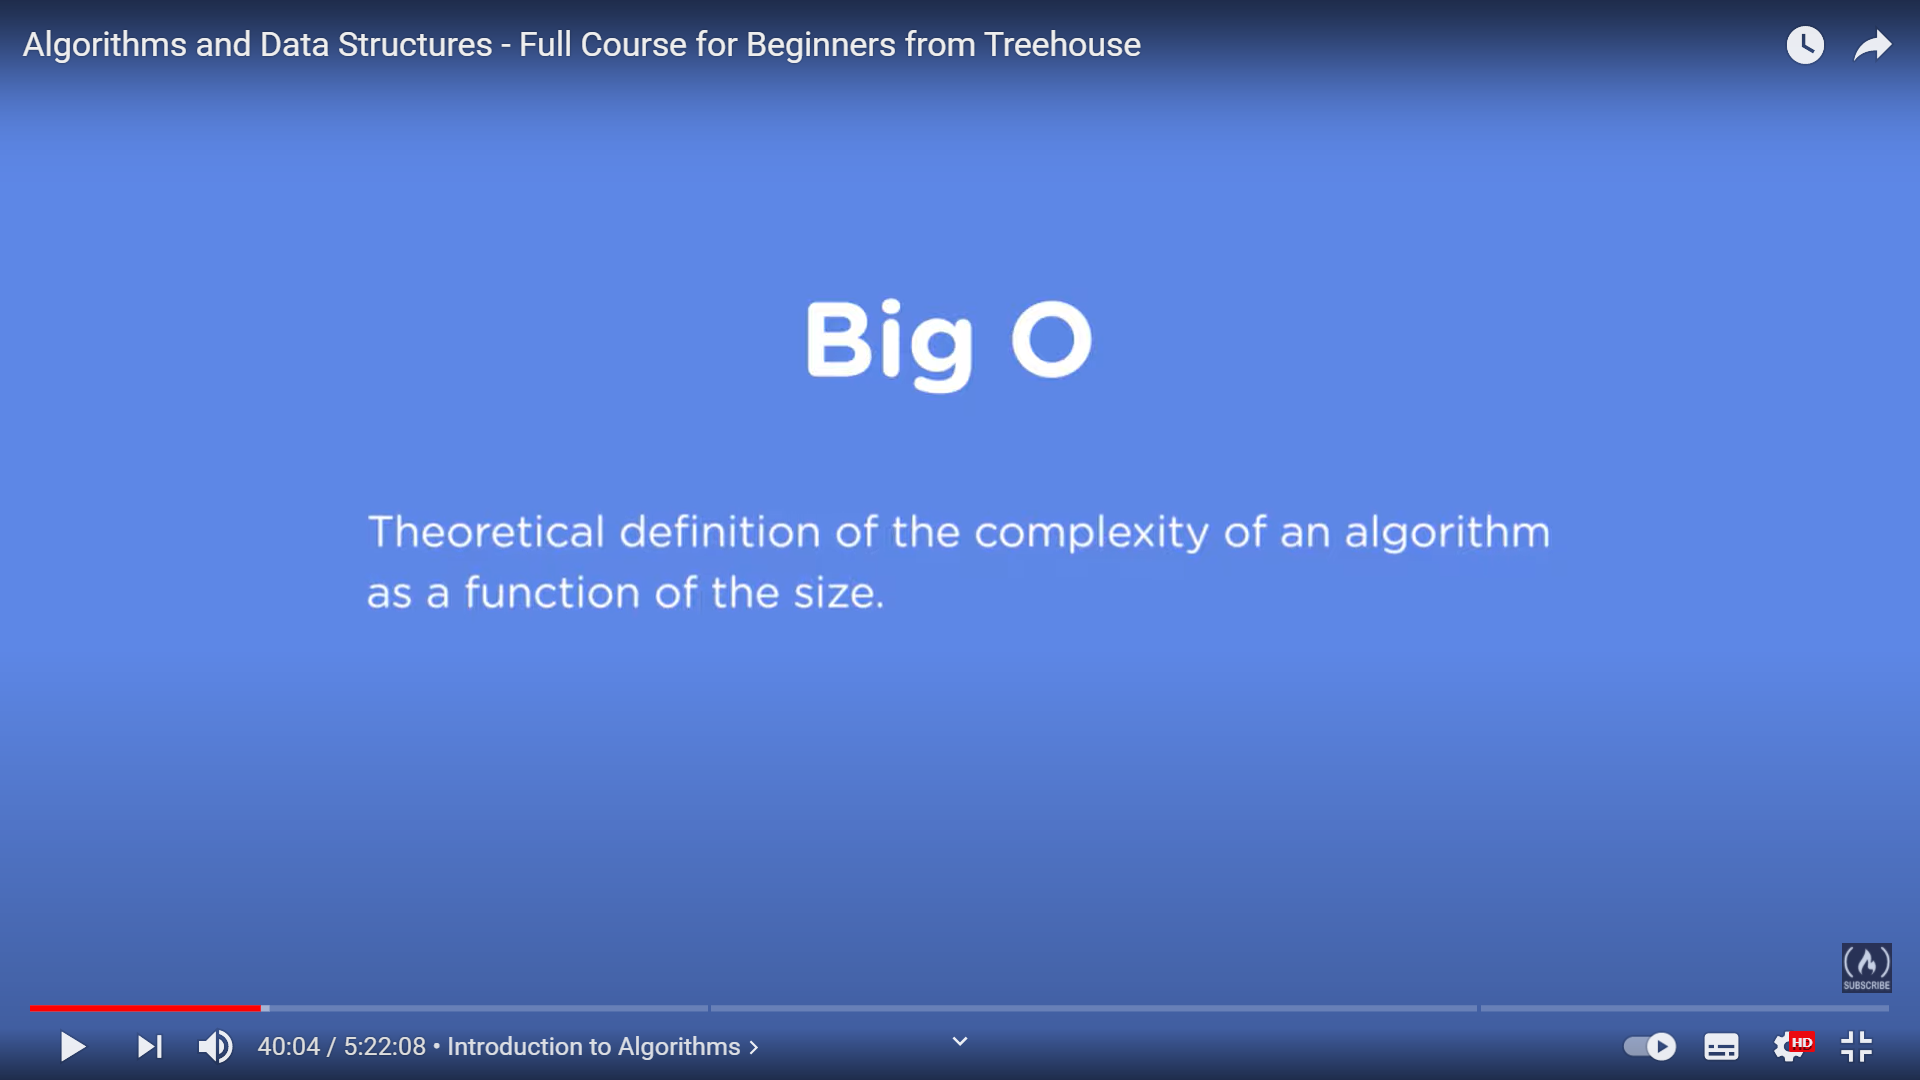 Algorithms and Data Structures - Full Course for Beginners from Treehouse
Big O
Theoretical definition of the complexity of an algorithm
as a function of the size.
SUBSCRIBE
40:04 / 5:22:08 • Introduction to Algorithms
HD